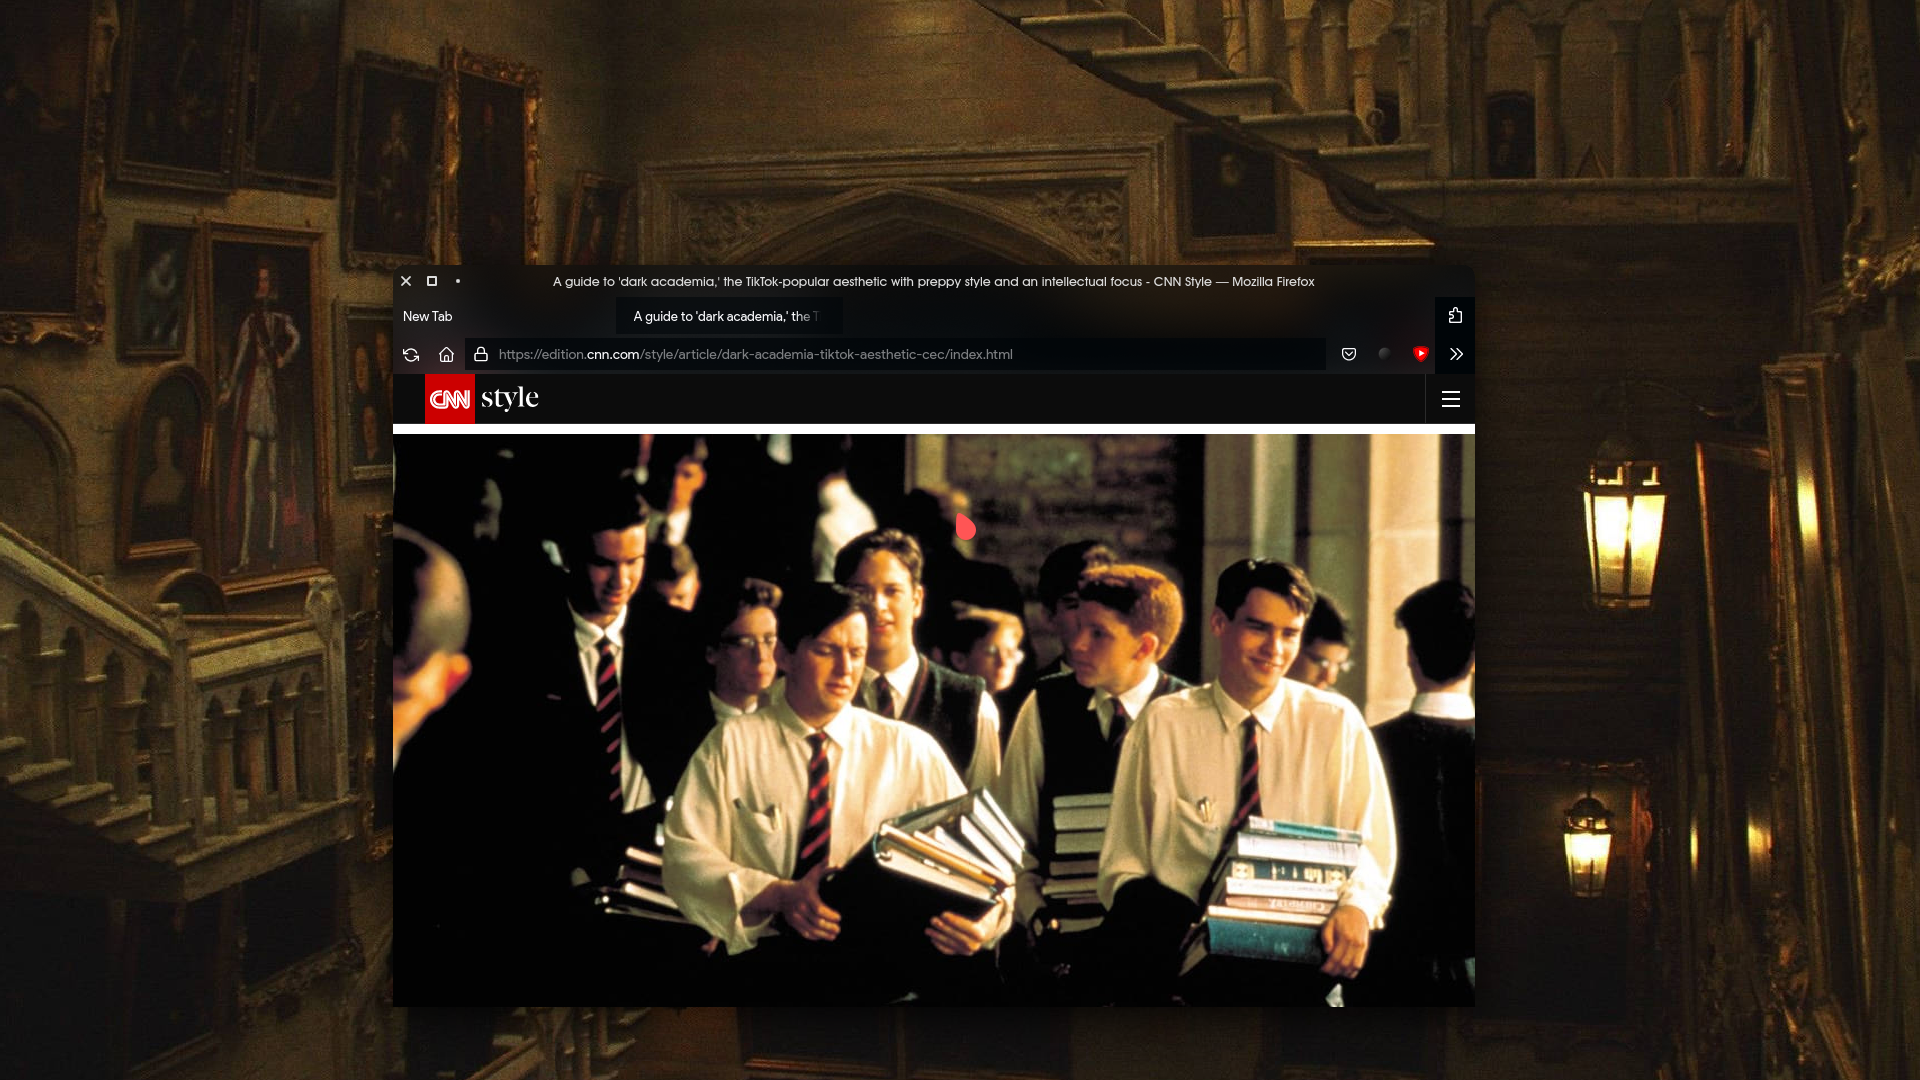 A guide to 'dark academia,' the TikTok-popular aesthetic with preppy style and an intellectual focus - CNN Style — Mozilla Firefox
New Tab
A guide to 'dark academia,' the T
https://edition.cnn.com/style/article/dark-academia-tiktok-aesthetic-cec/index.html
CNN style